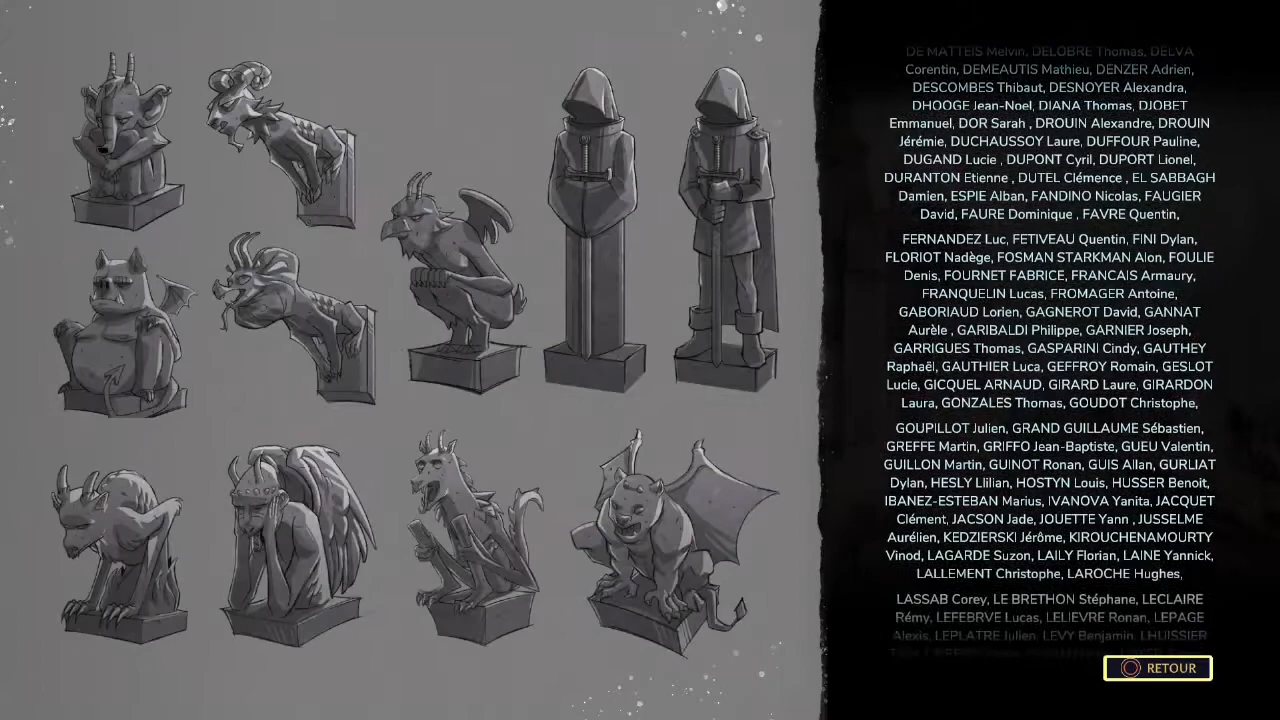 DE MATTEIS Melvin, DELOBRE Thomas, DELVA
Corentin, DEMEAUTIS Mathieu, DENZER Adrien,
DESCOMBES Thibaut, DESNOYER Alexandra,
DHOOGE Jean-Noel, DIANA Thomas, DJOBET
Emmanuel, DOR Sarah , DROUIN Alexandre, DROUIN
Jérémie, DUCHAUSSOY Laure, DUFFOUR Pauline,
DUGAND Lucie , DUPONT Cyril, DUPORT Lionel,
DURANTON Etienne , DUTEL Clémence , EL SABBAGH
Damien, ESPIE Alban, FANDINO Nicolas, FAUGIER
David, FAURE Dominique , FAVRE Quentin,
FERNANDEZ Luc, FETIVEAU Quentin, FINI Dylan,
FLORIOT Nadège, FOSMAN STARKMAN Alon, FOULIE
Denis, FOURNET FABRICE, FRANCAIS Armaury,
FRANQUELIN Lucas, FROMAGER Antoine,
GABORIAUD Lorien, GAGNEROT David, GANNAT
Aurèle , GARIBALDI Philippe, GARNIER Joseph,
GARRIGUES Thomas, GASPARINI Cindy, GAUTHEY
Raphaël, GAUTHIER Luca, GEFFROY Romain, GESLOT
Lucie, GICQUEL ARNAUD, GIRARD Laure, GIRARDON
Laura, GONZALES Thomas, GOUDOT Christophe,
GOUPILLOT Julien, GRAND GUILLAUME Sébastien,
GREFFE Martin, GRIFFO Jean-Baptiste, GUEU Valentin,
GUILLON Martin, GUINOT Ronan, GUIS Allan, GURLIAT
Dylan, HESLY Llilian, HOSTYN Louis, HUSSER Benoit,
IBANEZ-ESTEBAN Marius, IVANOVA Yanita, JACQUET
Clément, JACSON Jade, JOUETTE Yann , JUSSELME
Aurélien, KEDZIERSKI Jérôme, KIROUCHENAMOURTY
Vinod, LAGARDE Suzon, LAILY Florian, LAINE Yannick,
LALLEMENT Christophe, LAROCHE Hughes,
LASSAB Corey, LE BRETHON Stéphane, LECLAIRE
Rémy, LEFEBRVE Lucas, LELIEVRE Ronan, LEPAGE
Alexis, LEPLATRE Julien, LEVY Benjamin, LHUISSIER
RETOUR